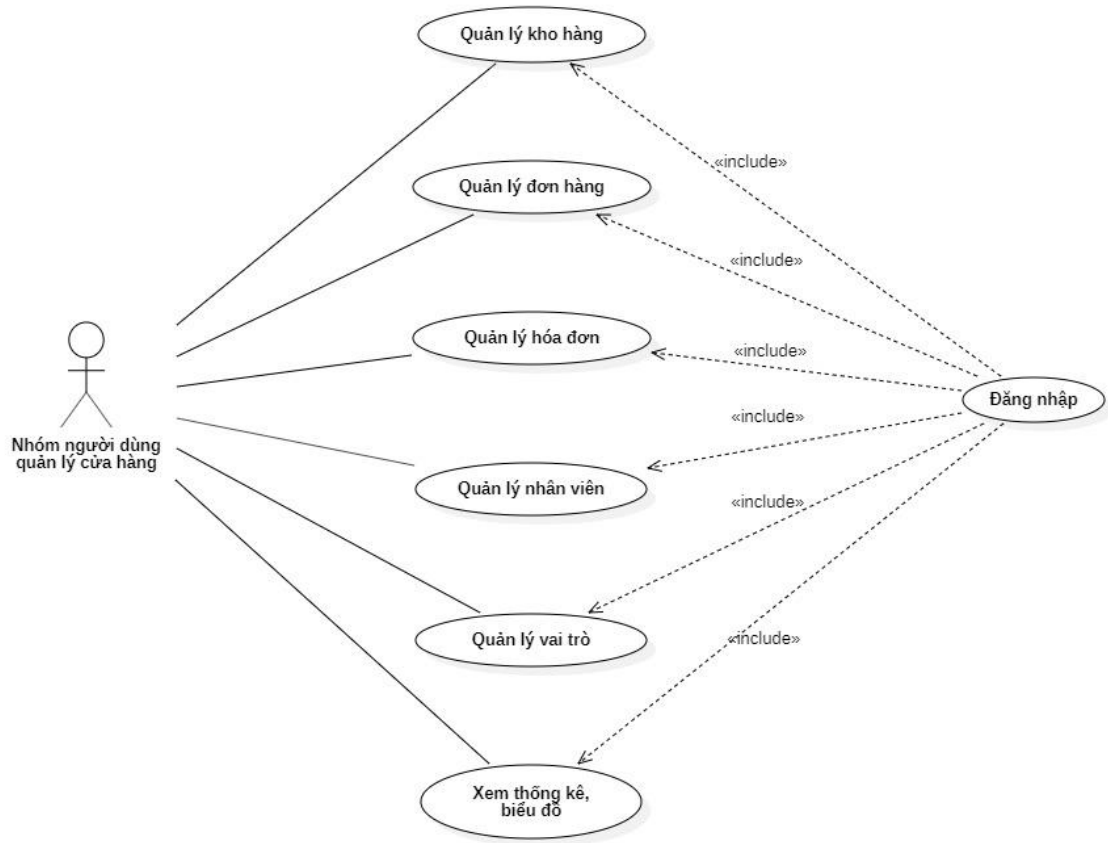 Quản lý kho hàng
«include»
Quản lý đơn hàng
«include»
Quản lý hóa đơn
«include»
Đăng nhập
«include»
Nhóm người dùng
quản lý cửa hàng
Quản lý nhân viên
«include»
Quản lý vai trò
«include»
Xem thống kê,
biểu đồ